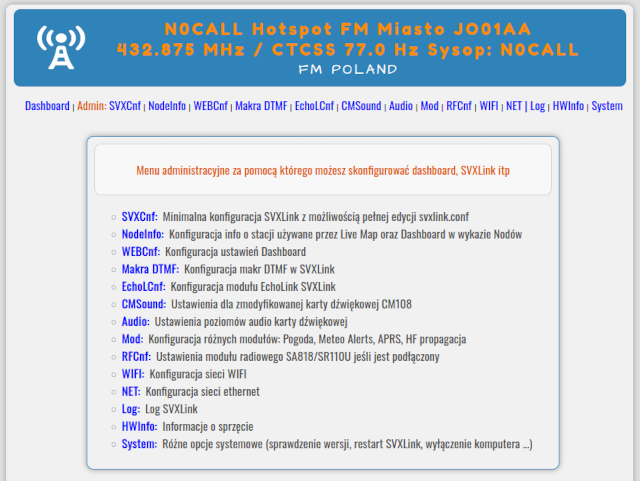 N0CALL Hotspot FM Miasto JO01AA
432.875 MHz / CTCSS 77.0 Hz Sysop: N0CALL
FM POLAND
Dashboard | Admin: SVXCnf | NodeInfo | WEBCnf | Makra DTMF | EchoLCnf | CMSound | Audio | Mod | RFCnf | WIFI | NET | Log | HWInfo | System
Menu administracyjne za pomocą którego możesz skonfigurować dashboard, SVXLink itp
SVXCnf: Minimalna konfiguracja SVXLink z możliwością pełnej edycji svxlink.conf
NodeInfo: Konfiguracja info o stacji używane przez Live Map oraz Dashboard w wykazie Nodów
WEBCnf: Konfiguracja ustawień Dashboard
Makra DTMF: Konfiguracja makr DTMF w SVXLink
EchoLCnf: Konfiguracja modułu EchoLink SVXLink
CMSound: Ustawienia dla zmodyfikowanej karty dźwiękowej CM108
Audio: Ustawienia poziomów audio karty dźwiękowej
Mod: Konfiguracja różnych modułów: Pogoda, Meteo Alerts, APRS, HF propagacja
RFCnf: Ustawienia modułu radiowego SA818/SR110U jeśli jest podłączony
WIFI: Konfiguracja sieci WIFI
NET: Konfiguracja sieci ethernet
Log: Log SVXLink
HWInfo: Informacje o sprzęcie
System: Różne opcje systemowe (sprawdzenie wersji, restart SVXLink, wyłączenie komputera ...)